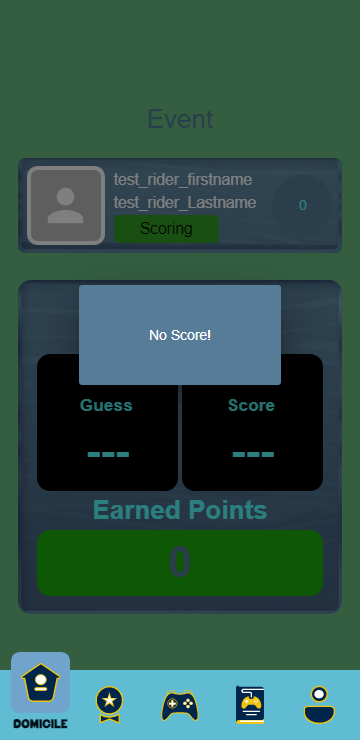 Event
test_rider_firstname
test_rider_Lastname
Scoring
0
No Score!
Guess
Score
---
---
Earned Points
0
DOMICILE